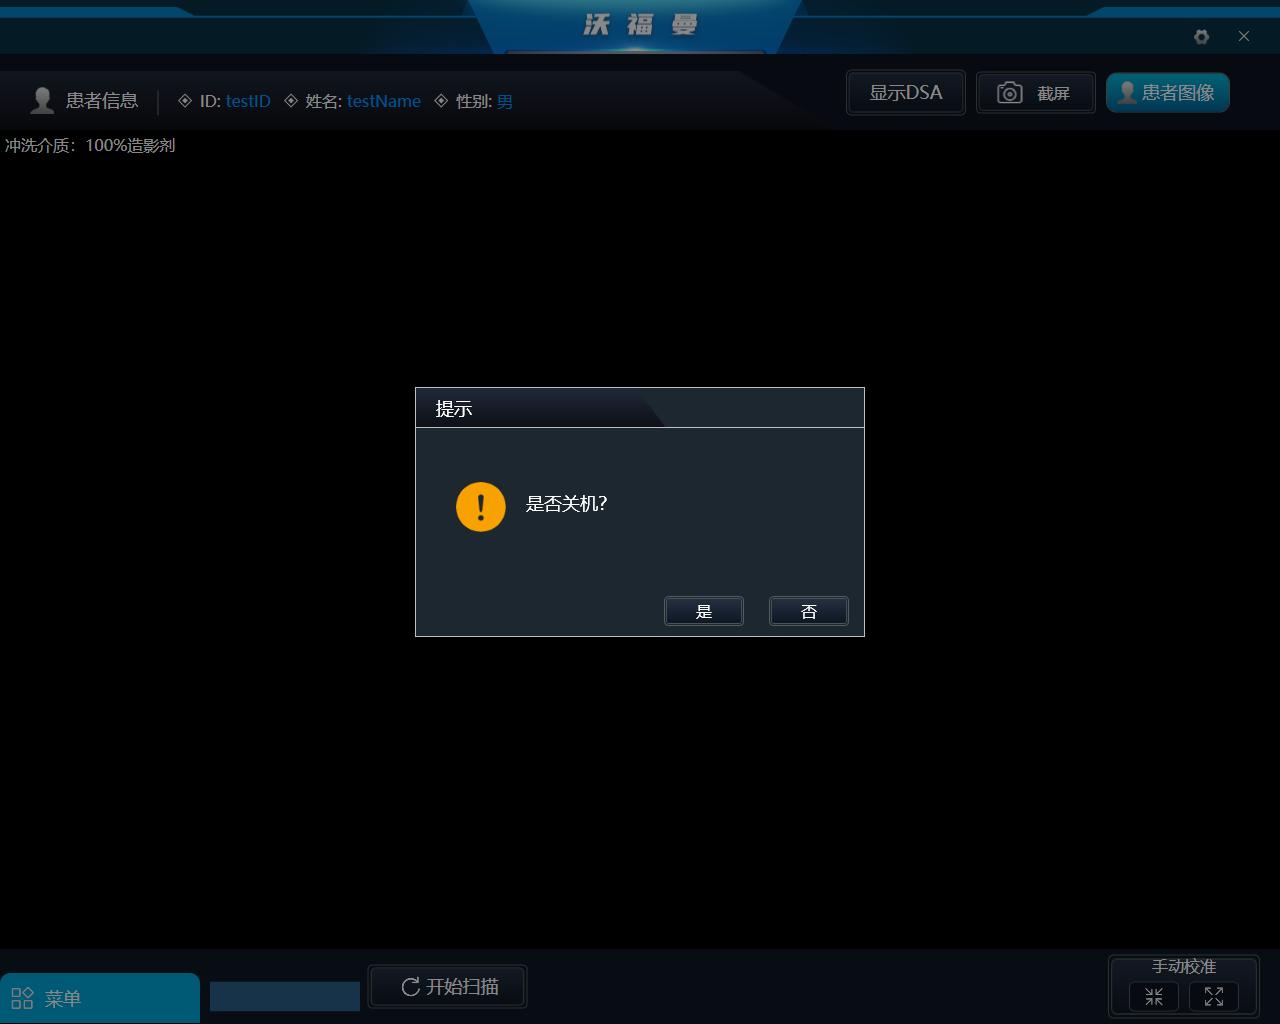 沃福曼
患者信息 ID: testID 姓名: testName 性别: 男
显示DSA 截屏 患者图像
冲洗介质：100%造影剂
提示
是否关机?
是 否
手动校准
菜单 开始扫描